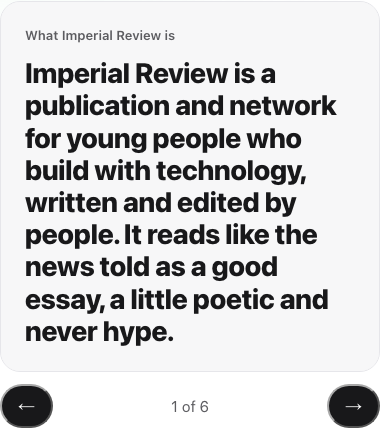 What Imperial Review is
Imperial Review is a
publication and network
for young people who
build with technology,
written and edited by
people. It reads like the
news told as a good
essay, a little poetic and
never hype.
← 1 of 6 →